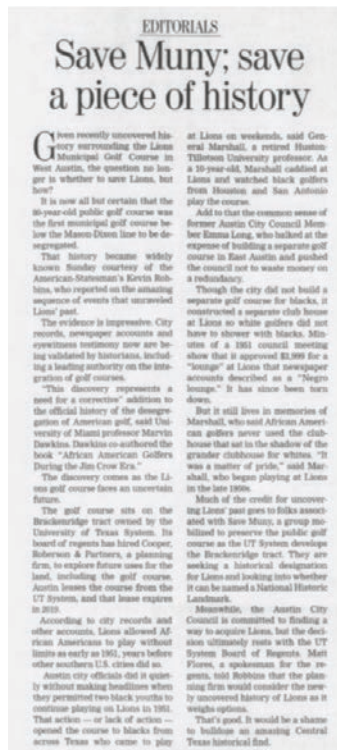 EDITORIALS
Save Muny; save
a piece of history
Given recently uncovered his-
tory surrounding the Lions
Municipal Golf Course in
West Austin, the question no lon-
ger is whether to save Lions, but
how?
It is now all but certain that the
80-year-old public golf course was
the first municipal golf course be-
low the Mason-Dixon line to be de-
segregated.
That history became widely
known Sunday courtesy of the
American-Statesman's Kevin Rob-
bins, who reported on the amazing
sequence of events that unraveled
Lions' past.
The evidence is impressive. City
records, newspaper accounts and
eyewitness testimony now are be-
ing validated by historians, includ-
ing a leading authority on the inte-
gration of golf courses.
"This discovery represents a
need for a corrective" addition to
the official history of the desegre-
gation of American golf, said Uni-
versity of Miami professor Marvin
Dawkins. Dawkins co-authored the
book "African American Golfers
During the Jim Crow Era."
The discovery comes as the Li-
ons golf course faces an uncertain
future.
The golf course sits on the
Brackenridge tract owned by the
University of Texas System. Its
board of regents has hired Cooper,
Roberson & Partners, a planning
firm, to explore future uses for the
land, including the golf course.
Austin leases the course from the
UT System, and that lease expires
in 2019.
According to city records and
other accounts, Lions allowed Af-
rican Americans to play without
limits as early as 1951, years before
other southern U.S. cities did so.
Austin city officials did it quiet-
ly without making headlines when
they permitted two black youths to
continue playing on Lions in 1951.
That action — or lack of action —
opened the course to blacks from
across Texas who came to play
at Lions on weekends, said Gen-
eral Marshall, a retired Huston-
Tillotson University professor. As
a 10-year-old, Marshall caddied at
Lions and watched black golfers
from Houston and San Antonio
play the course.
Add to that the common sense of
former Austin City Council Mem-
ber Emma Long, who balked at the
expense of building a separate golf
course in East Austin and pushed
the council not to waste money on
a redundancy.
Though the city did not build a
separate golf course for blacks, it
constructed a separate club house
at Lions so white golfers did not
have to shower with blacks. Min-
utes of a 1951 council meeting
show that it approved $2,999 for a
"lounge" at Lions that newspaper
accounts described as a "Negro
lounge." It has since been torn
down.
But it still lives in memories of
Marshall, who said African Ameri-
can golfers never used the club-
house that sat in the shadow of the
grander clubhouse for whites. "It
was a matter of pride," said Mar-
shall, who began playing at Lions
in the late 1950s.
Much of the credit for uncover-
ing Lions' past goes to folks associ-
ated with Save Muny, a group mo-
bilized to preserve the public golf
course as the UT System develops
the Brackenridge tract. They are
seeking a historical designation
for Lions and looking into whether
it can be named a National Historic
Landmark.
Meanwhile, the Austin City
Council is committed to finding a
way to acquire Lions, but the deci-
sion ultimately rests with the UT
System Board of Regents. Matt
Flores, a spokesman for the re-
gents, told Robbins that the plan-
ning firm would consider the new-
ly uncovered history of Lions as it
weighs options.
That's good. It would be a shame
to bulldoze an amazing Central
Texas historical find.